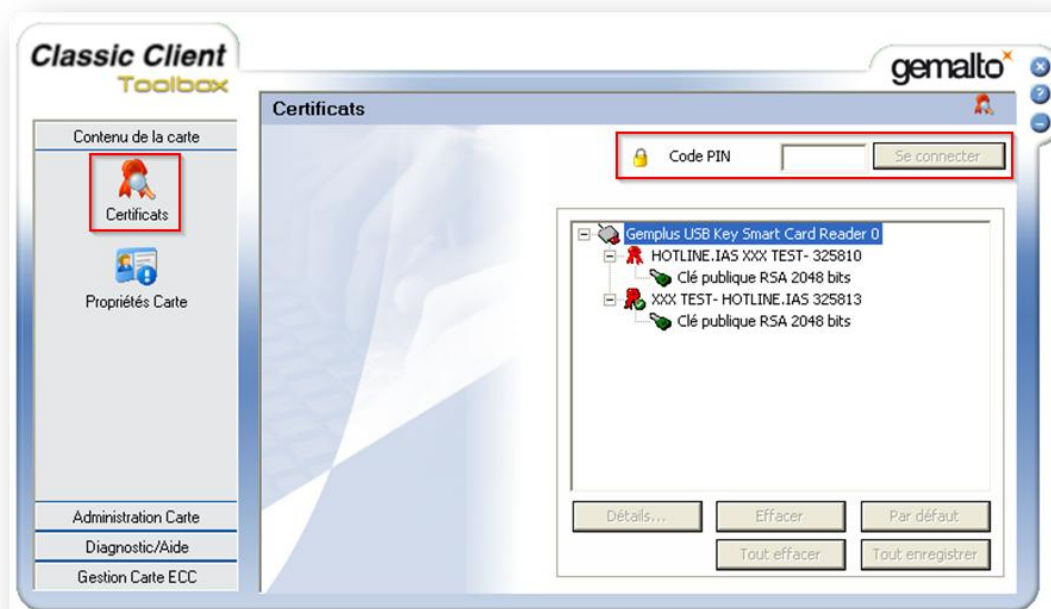 Classic Client
Toolbox
gemalto
Certificats
Contenu de la carte
Certificats
Propriétés Carte
Administration Carte
Diagnostic/Aide
Gestion Carte ECC
Code PIN
Se connecter
Gemplus USB Key Smart Card Reader 0
HOTLINE.IAS XXX TEST- 325810
Clé publique RSA 2048 bits
XXX TEST- HOTLINE.IAS 325813
Clé publique RSA 2048 bits
Détails... Effacer Par défaut
Tout effacer Tout enregistrer